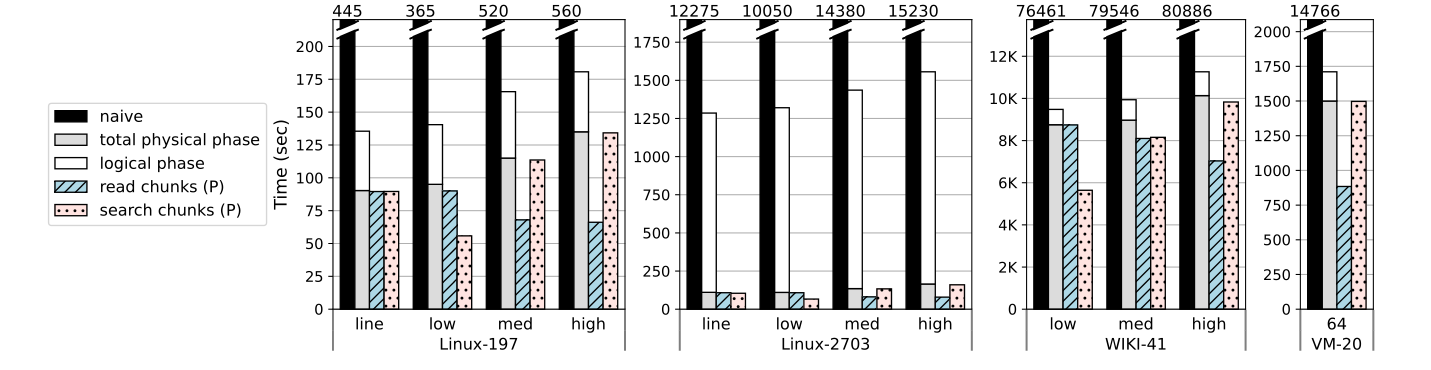 445 365 520 560
12275 10050 14380 15230
76461 79546 80886
14766
naive
total physical phase
logical phase
read chunks (P)
search chunks (P)
Time (sec)
200
175
150
125
100
75
50
25
0
line low med high
Linux-197
1750
1500
1250
1000
750
500
250
0
line low med high
Linux-2703
12K
10K
8K
6K
4K
2K
0
low med high
WIKI-41
2000
1750
1500
1250
1000
750
500
250
0
64
VM-20